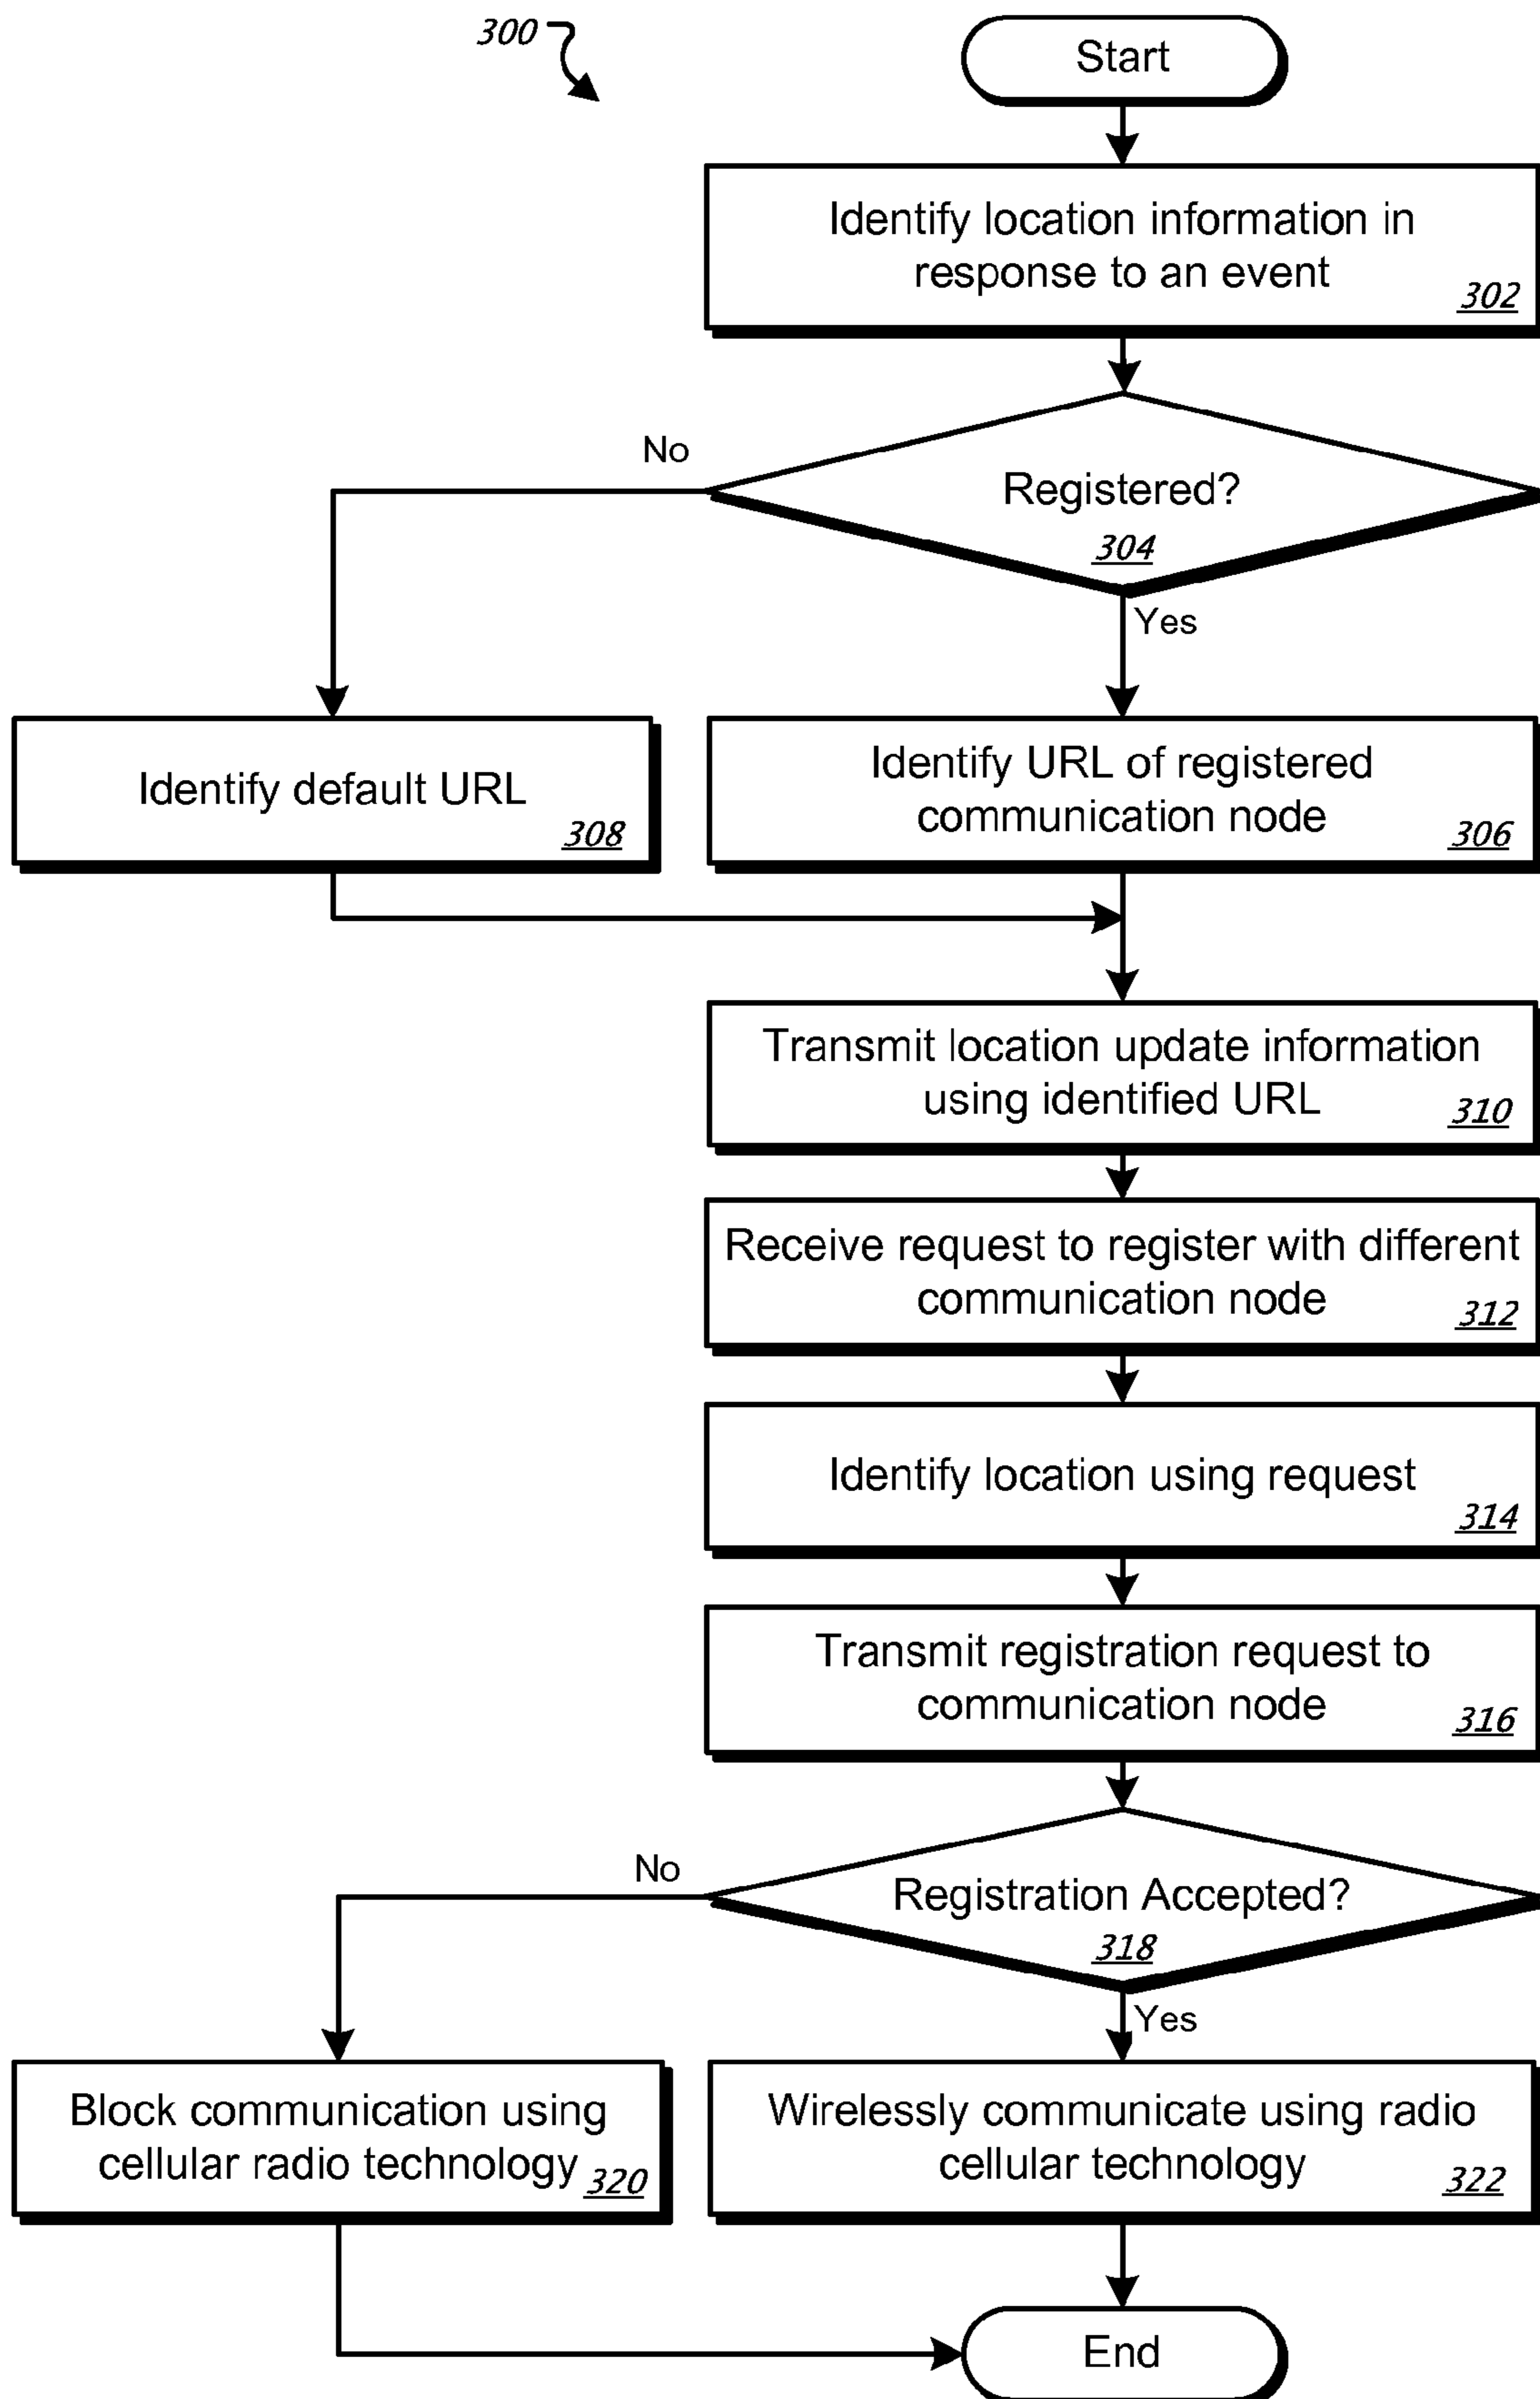 300
Start
Identify location information in
response to an event
302
No
Registered?
304
Yes
Identify default URL
308
Identify URL of registered
communication node
306
Transmit location update information
using identified URL
310
Receive request to register with different
communication node
312
Identify location using request
314
Transmit registration request to
communication node
316
No
Registration Accepted?
318
Yes
Block communication using
cellular radio technology
320
Wirelessly communicate using radio
cellular technology
322
End